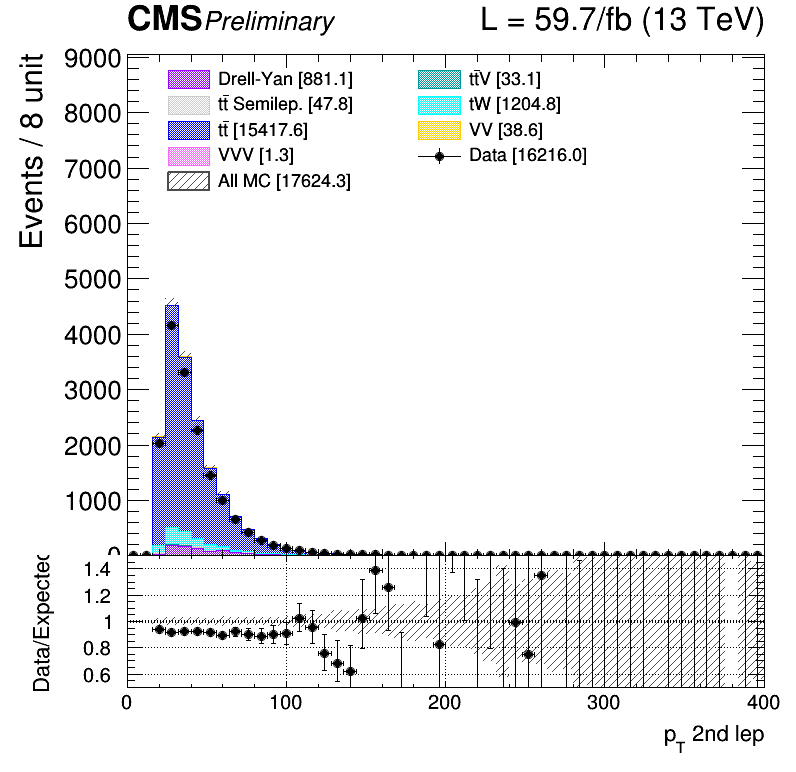 CMS Preliminary L = 59.7/fb (13 TeV)
Events / 8 unit
9000
8000
7000
6000
5000
4000
3000
2000
1000
0
Drell-Yan [881.1]
tt̄ Semilep. [47.8]
tt̄ [15417.6]
VVV [1.3]
All MC [17624.3]
tt̄V [33.1]
tW [1204.8]
VV [38.6]
Data [16216.0]
Data/Expected
1.4
1.2
1
0.8
0.6
0 100 200 300 400
p_T 2nd lep